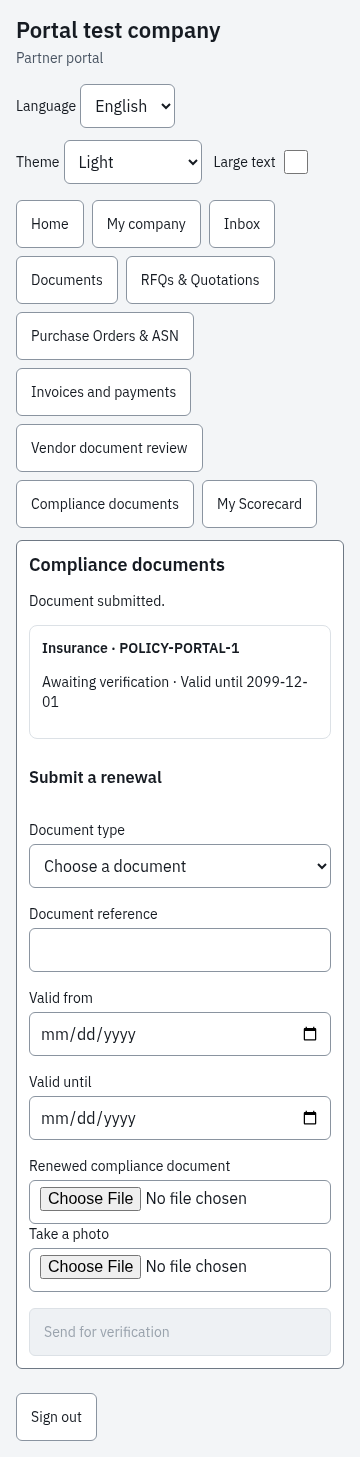 Portal test company
Partner portal
Language English
Theme Light Large text
Home My company Inbox
Documents RFQs & Quotations
Purchase Orders & ASN
Invoices and payments
Vendor document review
Compliance documents My Scorecard
Compliance documents
Document submitted.
Insurance · POLICY-PORTAL-1
Awaiting verification · Valid until 2099-12-
01
Submit a renewal
Document type
Choose a document
Document reference
Valid from
mm/dd/yyyy
Valid until
mm/dd/yyyy
Renewed compliance document
Choose File No file chosen
Take a photo
Choose File No file chosen
Send for verification
Sign out